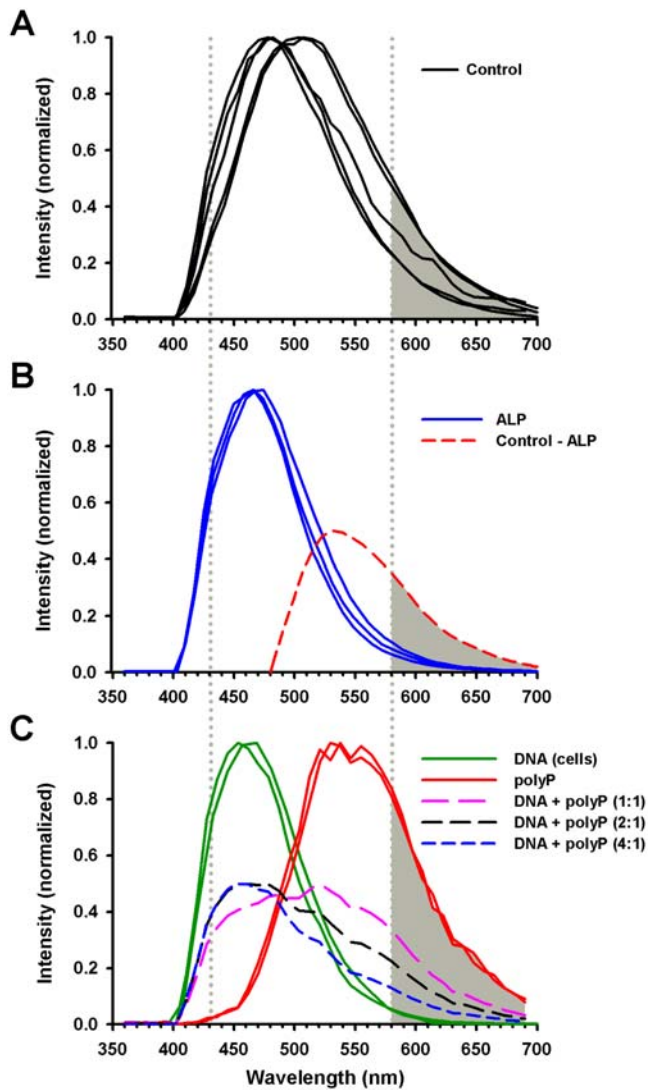 A
Intensity (normalized)
1.0
0.8
0.6
0.4
0.2
0.0
350 400 450 500 550 600 650 700
Control
B
Intensity (normalized)
1.0
0.8
0.6
0.4
0.2
0.0
350 400 450 500 550 600 650 700
ALP
Control - ALP
C
Intensity (normalized)
1.0
0.8
0.6
0.4
0.2
0.0
350 400 450 500 550 600 650 700
DNA (cells)
polyP
DNA + polyP (1:1)
DNA + polyP (2:1)
DNA + polyP (4:1)
Wavelength (nm)